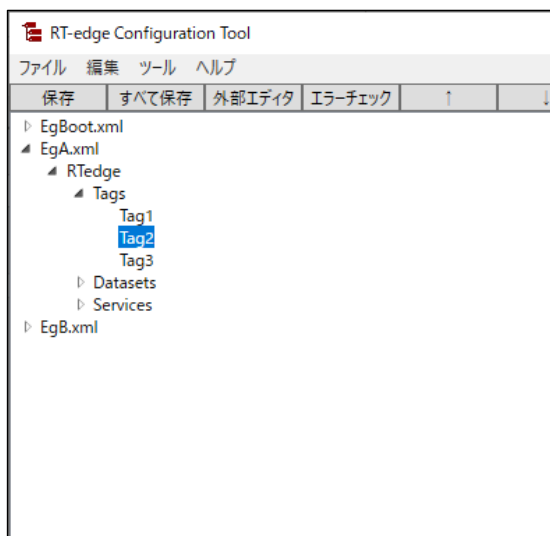 RT-edge Configuration Tool
ファイル 編集 ツール ヘルプ
保存 すべて保存 外部エディタ エラーチェック ↑ ↓
EgBoot.xml
EgA.xml
RTedge
Tags
Tag1
Tag2
Tag3
Datasets
Services
EgB.xml